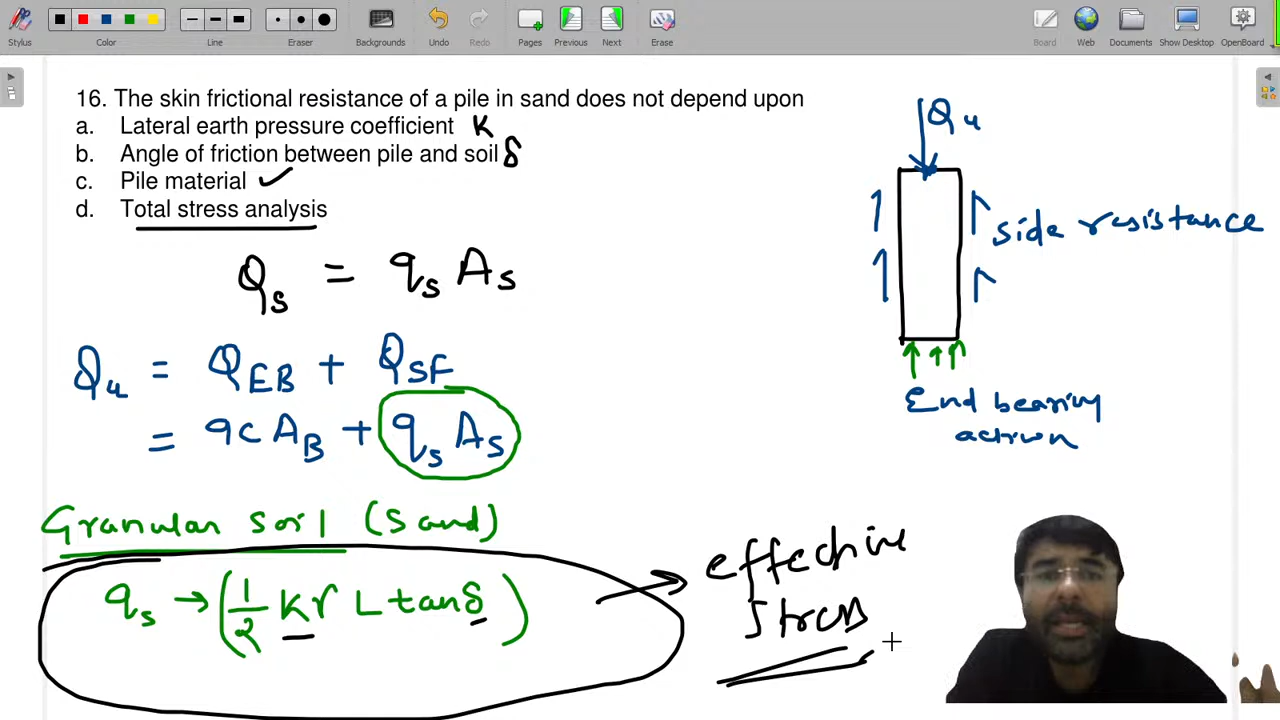 Stylus Color Line Eraser Backgrounds Undo Redo Pages Previous Next Erase Board Web Documents Show Desktop OpenBoard
16. The skin frictional resistance of a pile in sand does not depend upon
a. Lateral earth pressure coefficient K
b. Angle of friction between pile and soil δ
c. Pile material ✓
d. Total stress analysis
Qs = qs As
Qu = QEB + QSF
= qc AB + qs As
Granular Soil (Sand)
qs → (1/2 K γ L tan δ)
effective
stress
Qu
side resistance
End bearing
action